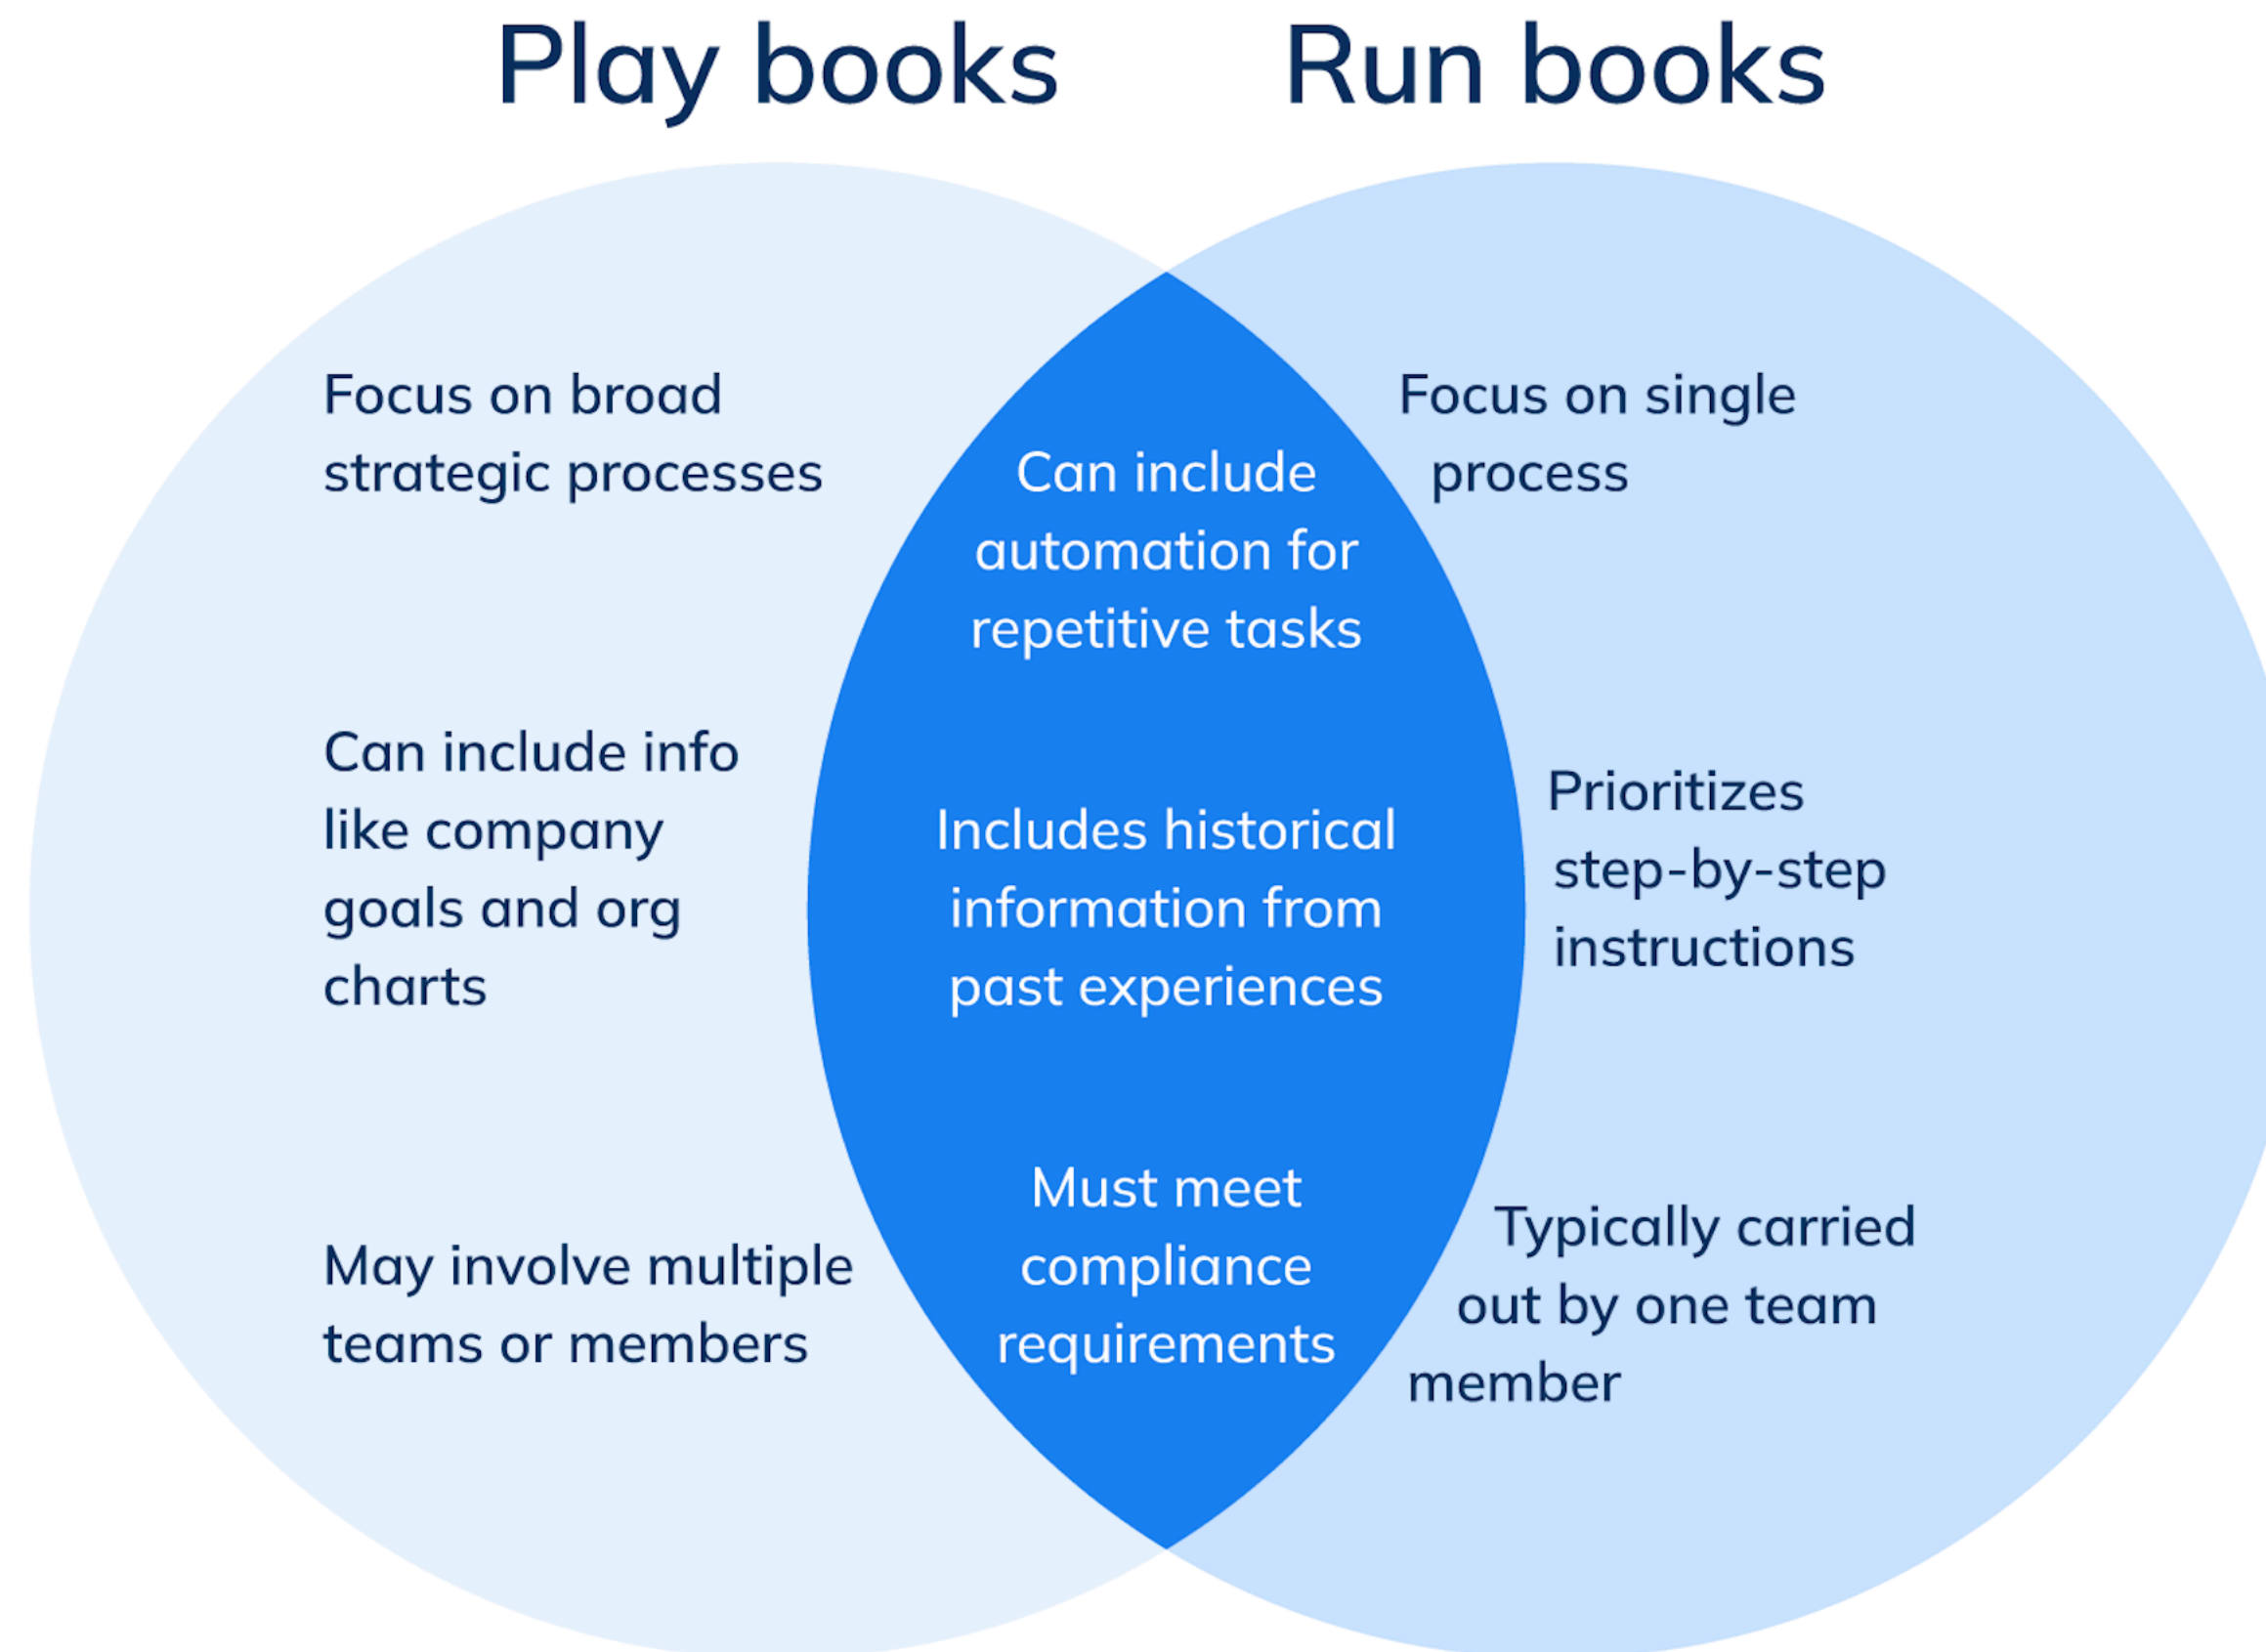 Play books
Run books
Focus on broad
strategic processes
Can include info
like company
goals and org
charts
May involve multiple
teams or members
Can include
automation for
repetitive tasks
Includes historical
information from
past experiences
Must meet
compliance
requirements
Focus on single
process
Prioritizes
step-by-step
instructions
Typically carried
out by one team
member